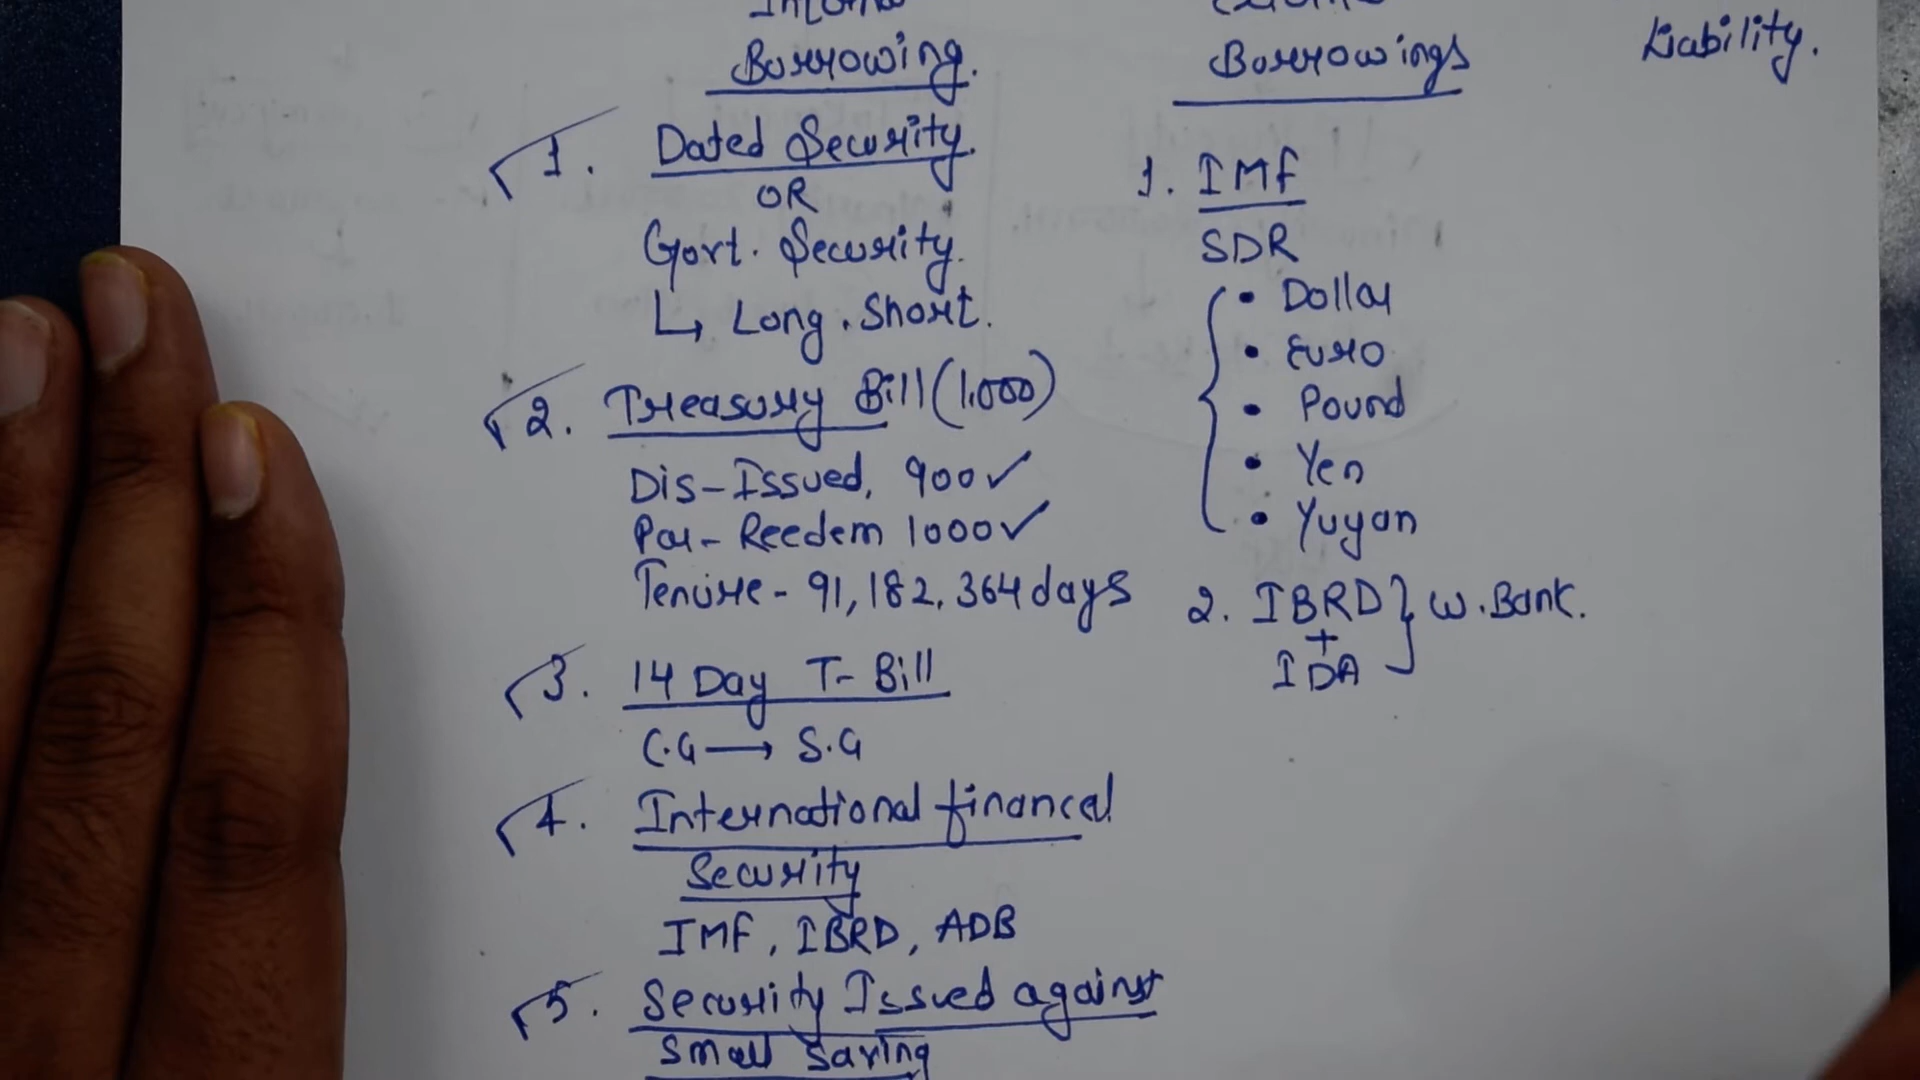 Borrowing.
1. Dated Security.
OR
Govt. Security.
↳ Long. Short.
2. Treasury Bill (1,000)
Dis-Issued, 900 ✓
Par- Reedem 1000 ✓
Tenure - 91, 182, 364 days
3. 14 Day T- Bill
C.G → S.G
4. International financal
Security
IMF, IBRD, ADB
5. Security Issued against
Small Saving
Borrowings
1. IMF
SDR
• Dollar
• Euro
• Pound
• Yen
• Yuyan
2. IBRD } W. Bank.
+
IDA
Liability.